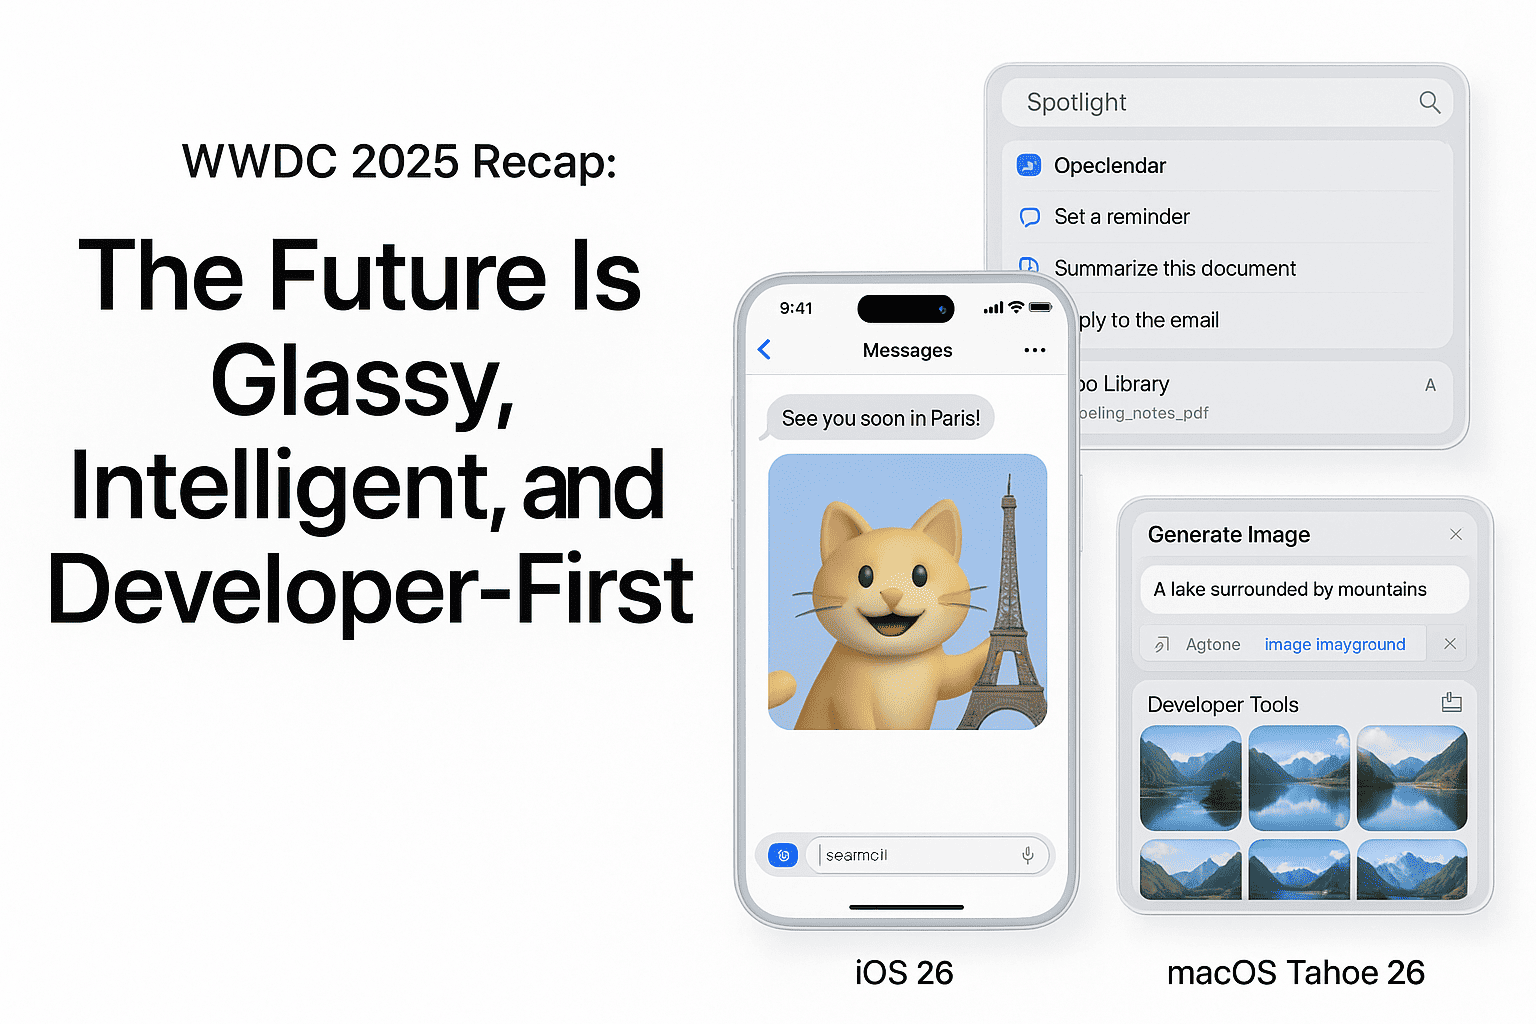 WWDC 2025 Recap:
The Future Is
Glassy,
Intelligent, and
Developer-First
Spotlight
Opeclendar
Set a reminder
Summarize this document
ply to the email
oo Library
A
oeling_notes_pdf
9:41
Messages
See you soon in Paris!
searmcil
iOS 26
Generate Image
A lake surrounded by mountains
Agtone
image imayground
Developer Tools
macOS Tahoe 26